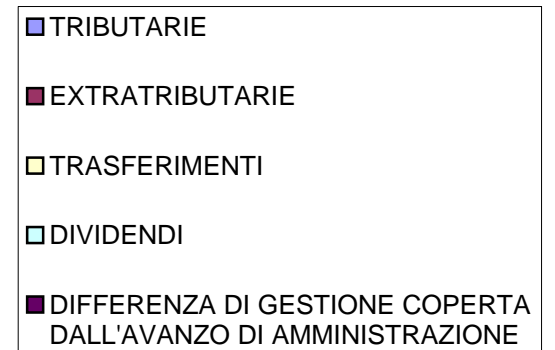 TRIBUTARIE
EXTRATRIBUTARIE
TRASFERIMENTI
DIVIDENDI
DIFFERENZA DI GESTIONE COPERTA
DALL'AVANZO DI AMMINISTRAZIONE